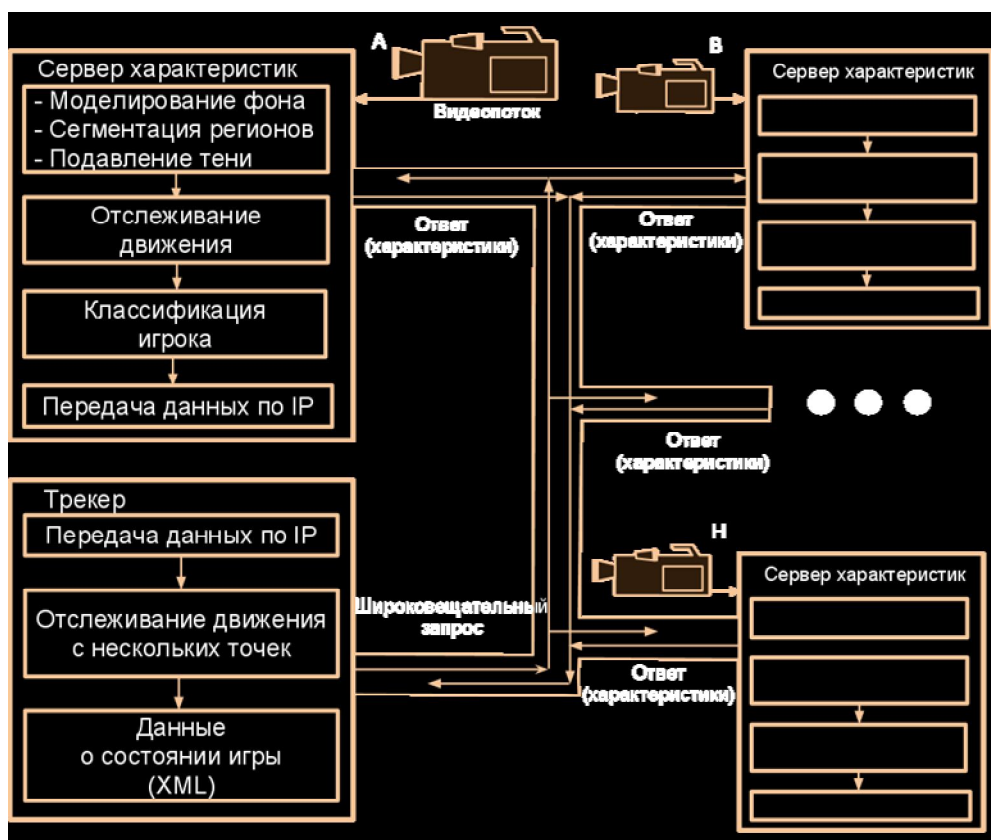 Сервер характеристик
- Моделирование фона
- Сегментация регионов
- Подавление тени
Отслеживание
движения
Классификация
игрока
Передача данных по IP
A
Видеопоток
B
Сервер характеристик
Ответ
(характеристики)
Ответ
(характеристики)
Ответ
(характеристики)
Трекер
Передача данных по IP
Отслеживание движения
с нескольких точек
Данные
о состоянии игры
(XML)
Широковещательный
запрос
H
Сервер характеристик
Ответ
(характеристики)